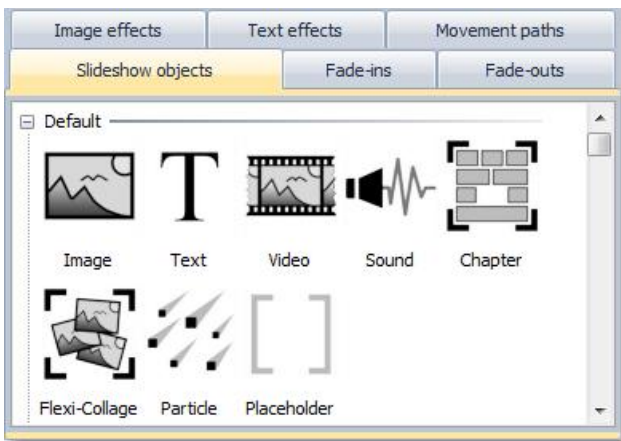 Image effects Text effects Movement paths
Slideshow objects Fade-ins Fade-outs
Default
T
Image Text Video Sound Chapter
Flexi-Collage Particle Placeholder